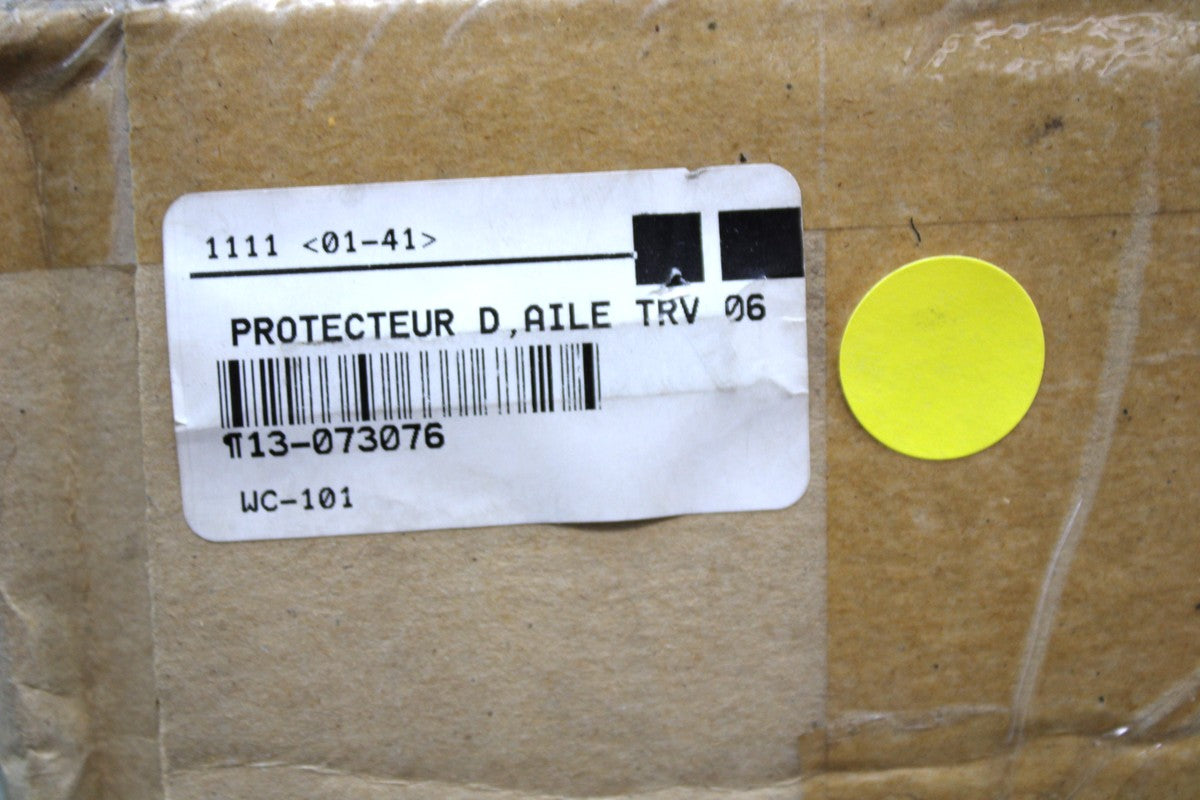 1111 <01-41>
PROTECTEUR D,AILE TRV 06
¶13-073076
WC-101